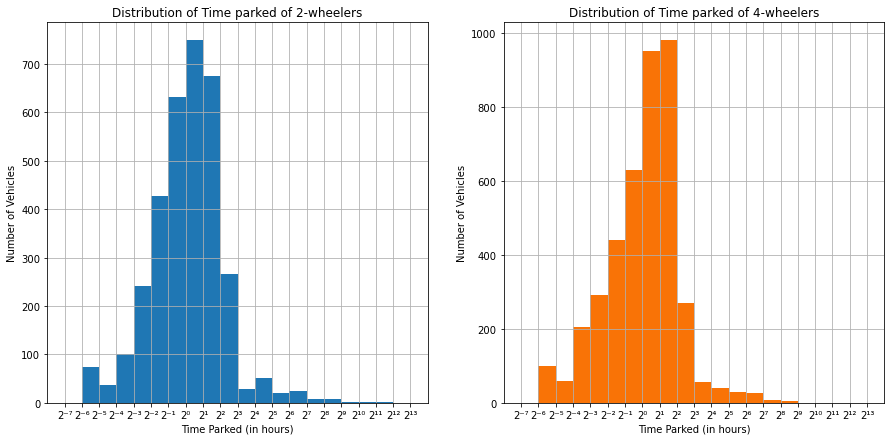 Distribution of Time parked of 2-wheelers
Number of Vehicles
700
600
500
400
300
200
100
0
2⁻⁷ 2⁻⁶ 2⁻⁵ 2⁻⁴ 2⁻³ 2⁻² 2⁻¹ 2⁰ 2¹ 2² 2³ 2⁴ 2⁵ 2⁶ 2⁷ 2⁸ 2⁹ 2¹⁰ 2¹¹ 2¹² 2¹³
Time Parked (in hours)
Distribution of Time parked of 4-wheelers
Number of Vehicles
1000
800
600
400
200
0
2⁻⁷ 2⁻⁶ 2⁻⁵ 2⁻⁴ 2⁻³ 2⁻² 2⁻¹ 2⁰ 2¹ 2² 2³ 2⁴ 2⁵ 2⁶ 2⁷ 2⁸ 2⁹ 2¹⁰ 2¹¹ 2¹² 2¹³
Time Parked (in hours)